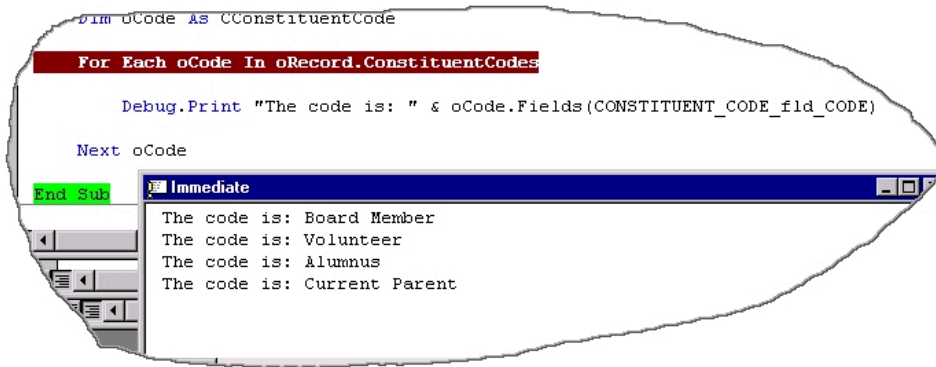 Dim oCode As CConstituentCode
For Each oCode In oRecord.ConstituentCodes
Debug.Print "The code is: " & oCode.Fields(CONSTITUENT_CODE_fld_CODE)
Next oCode
End Sub
Immediate
The code is: Board Member
The code is: Volunteer
The code is: Alumnus
The code is: Current Parent